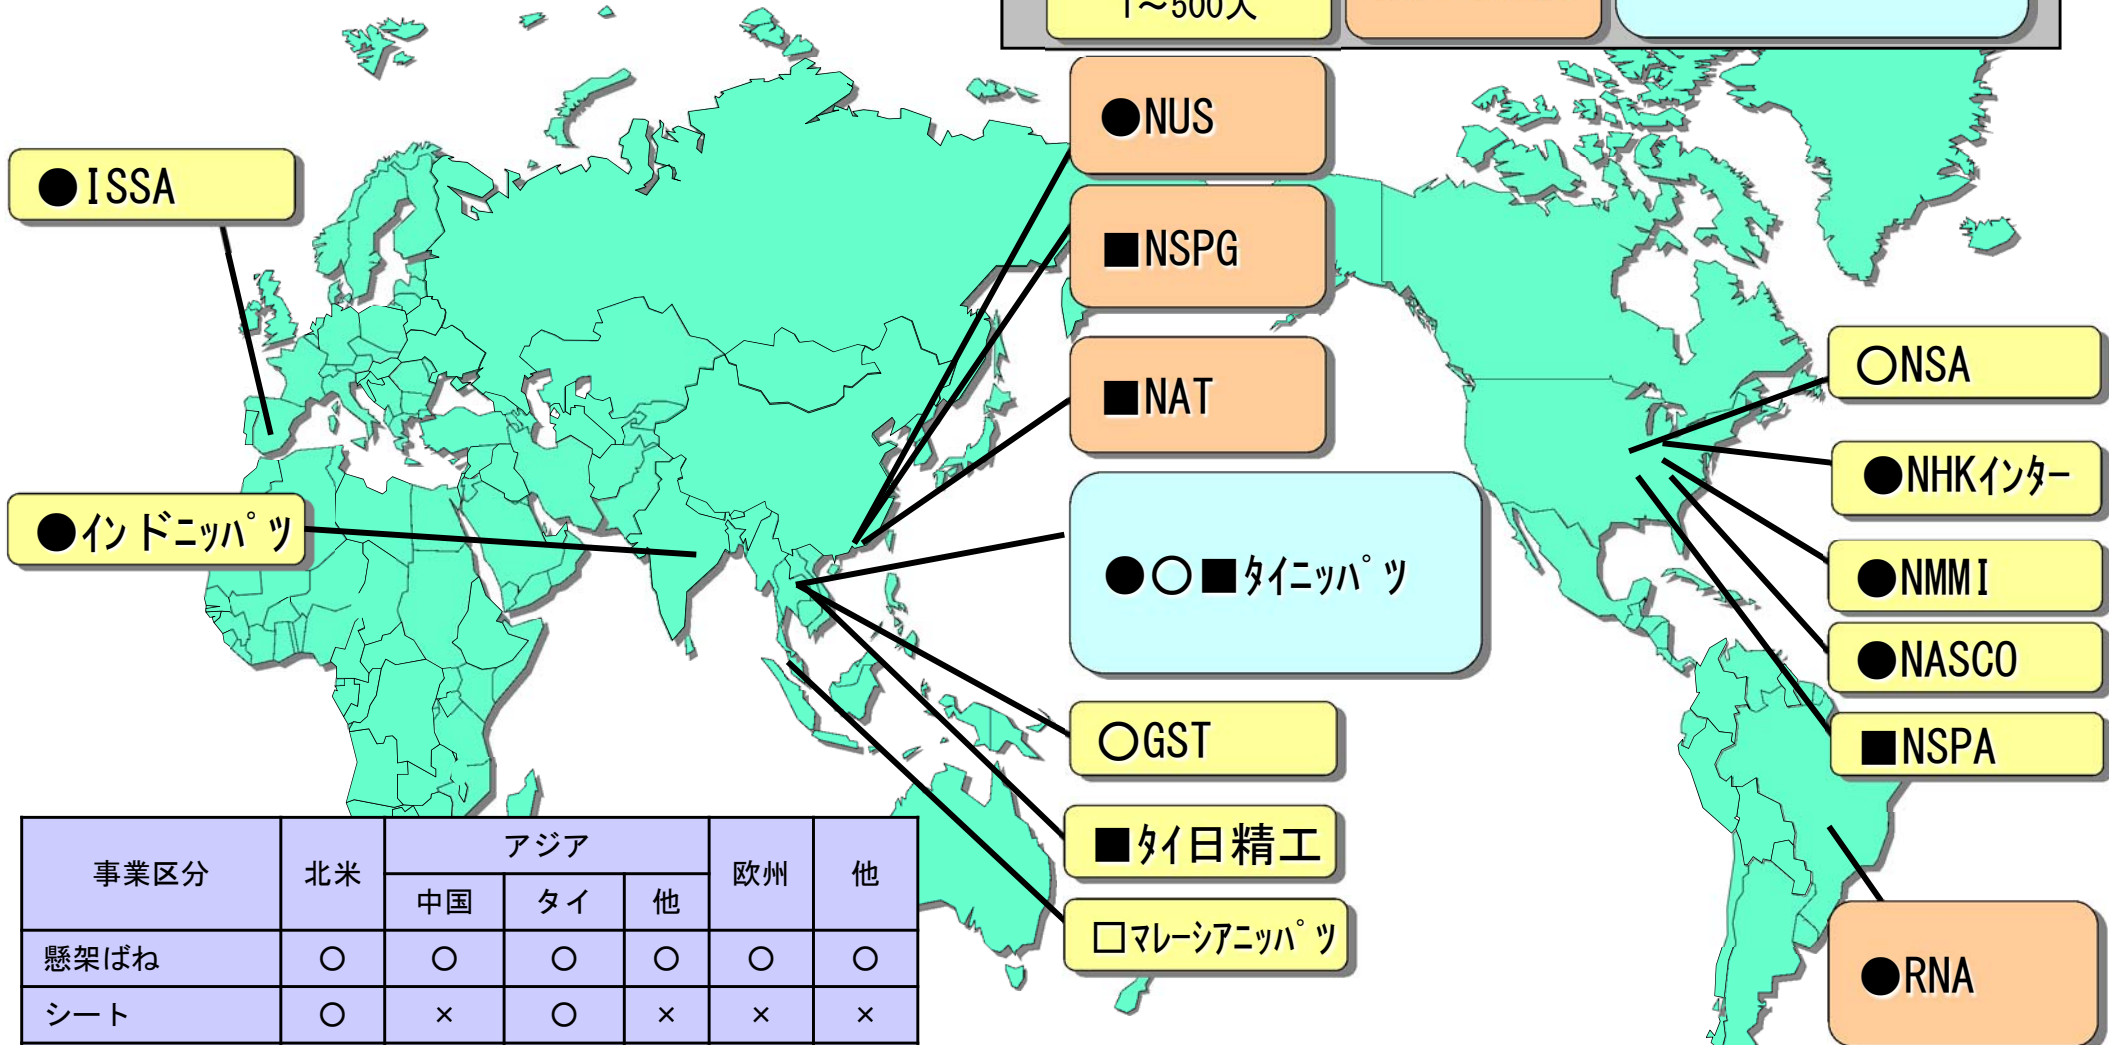 1～500人
●NUS
●ISSA
■NSPG
○NSA
■NAT
●NHKインター
●インドニッパツ
●○■タイニッパツ
●NMMI
●NASCO
○GST
■NSPA
■タイ日精工
□マレーシアニッパツ
●RNA
事業区分 北米 アジア 欧州 他
中国 タイ 他
懸架ばね ○ ○ ○ ○ ○ ○
シート ○ × ○ × × ×